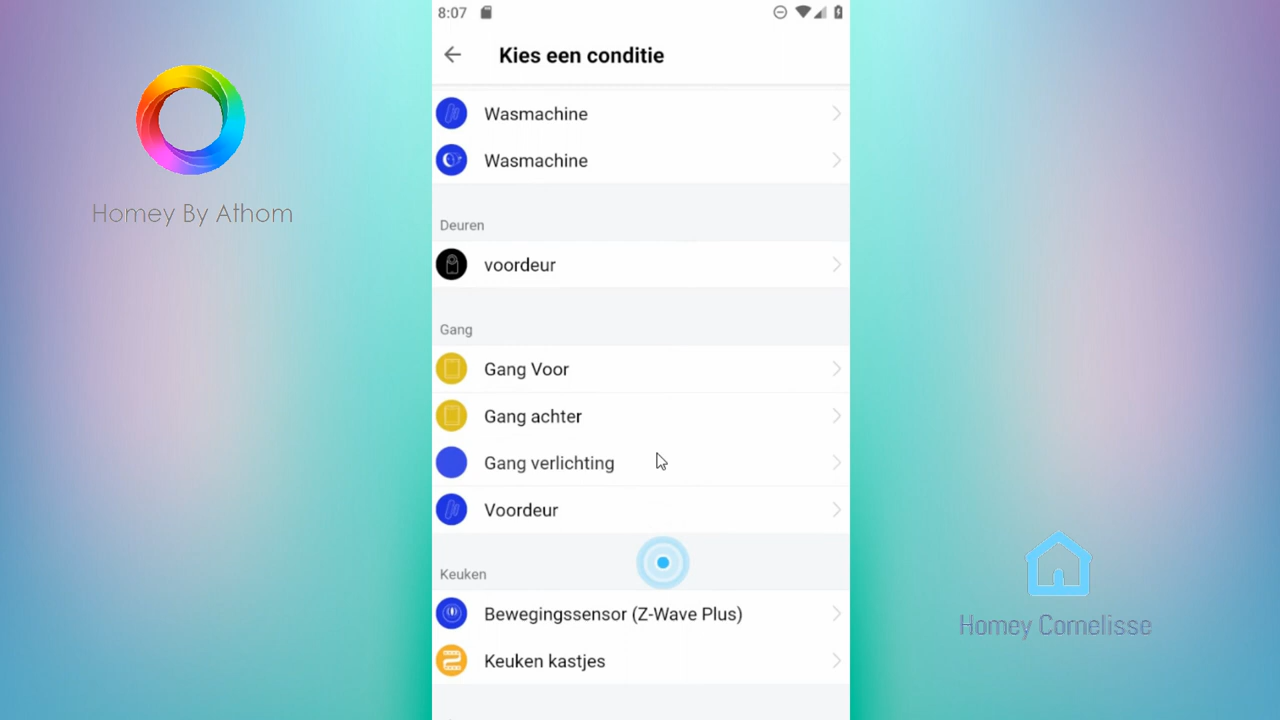 8:07
Kies een conditie
Wasmachine
Wasmachine
Deuren
voordeur
Gang
Gang Voor
Gang achter
Gang verlichting
Voordeur
Keuken
Bewegingssensor (Z-Wave Plus)
Keuken kastjes
Homey By Athom
Homey Cornelisse